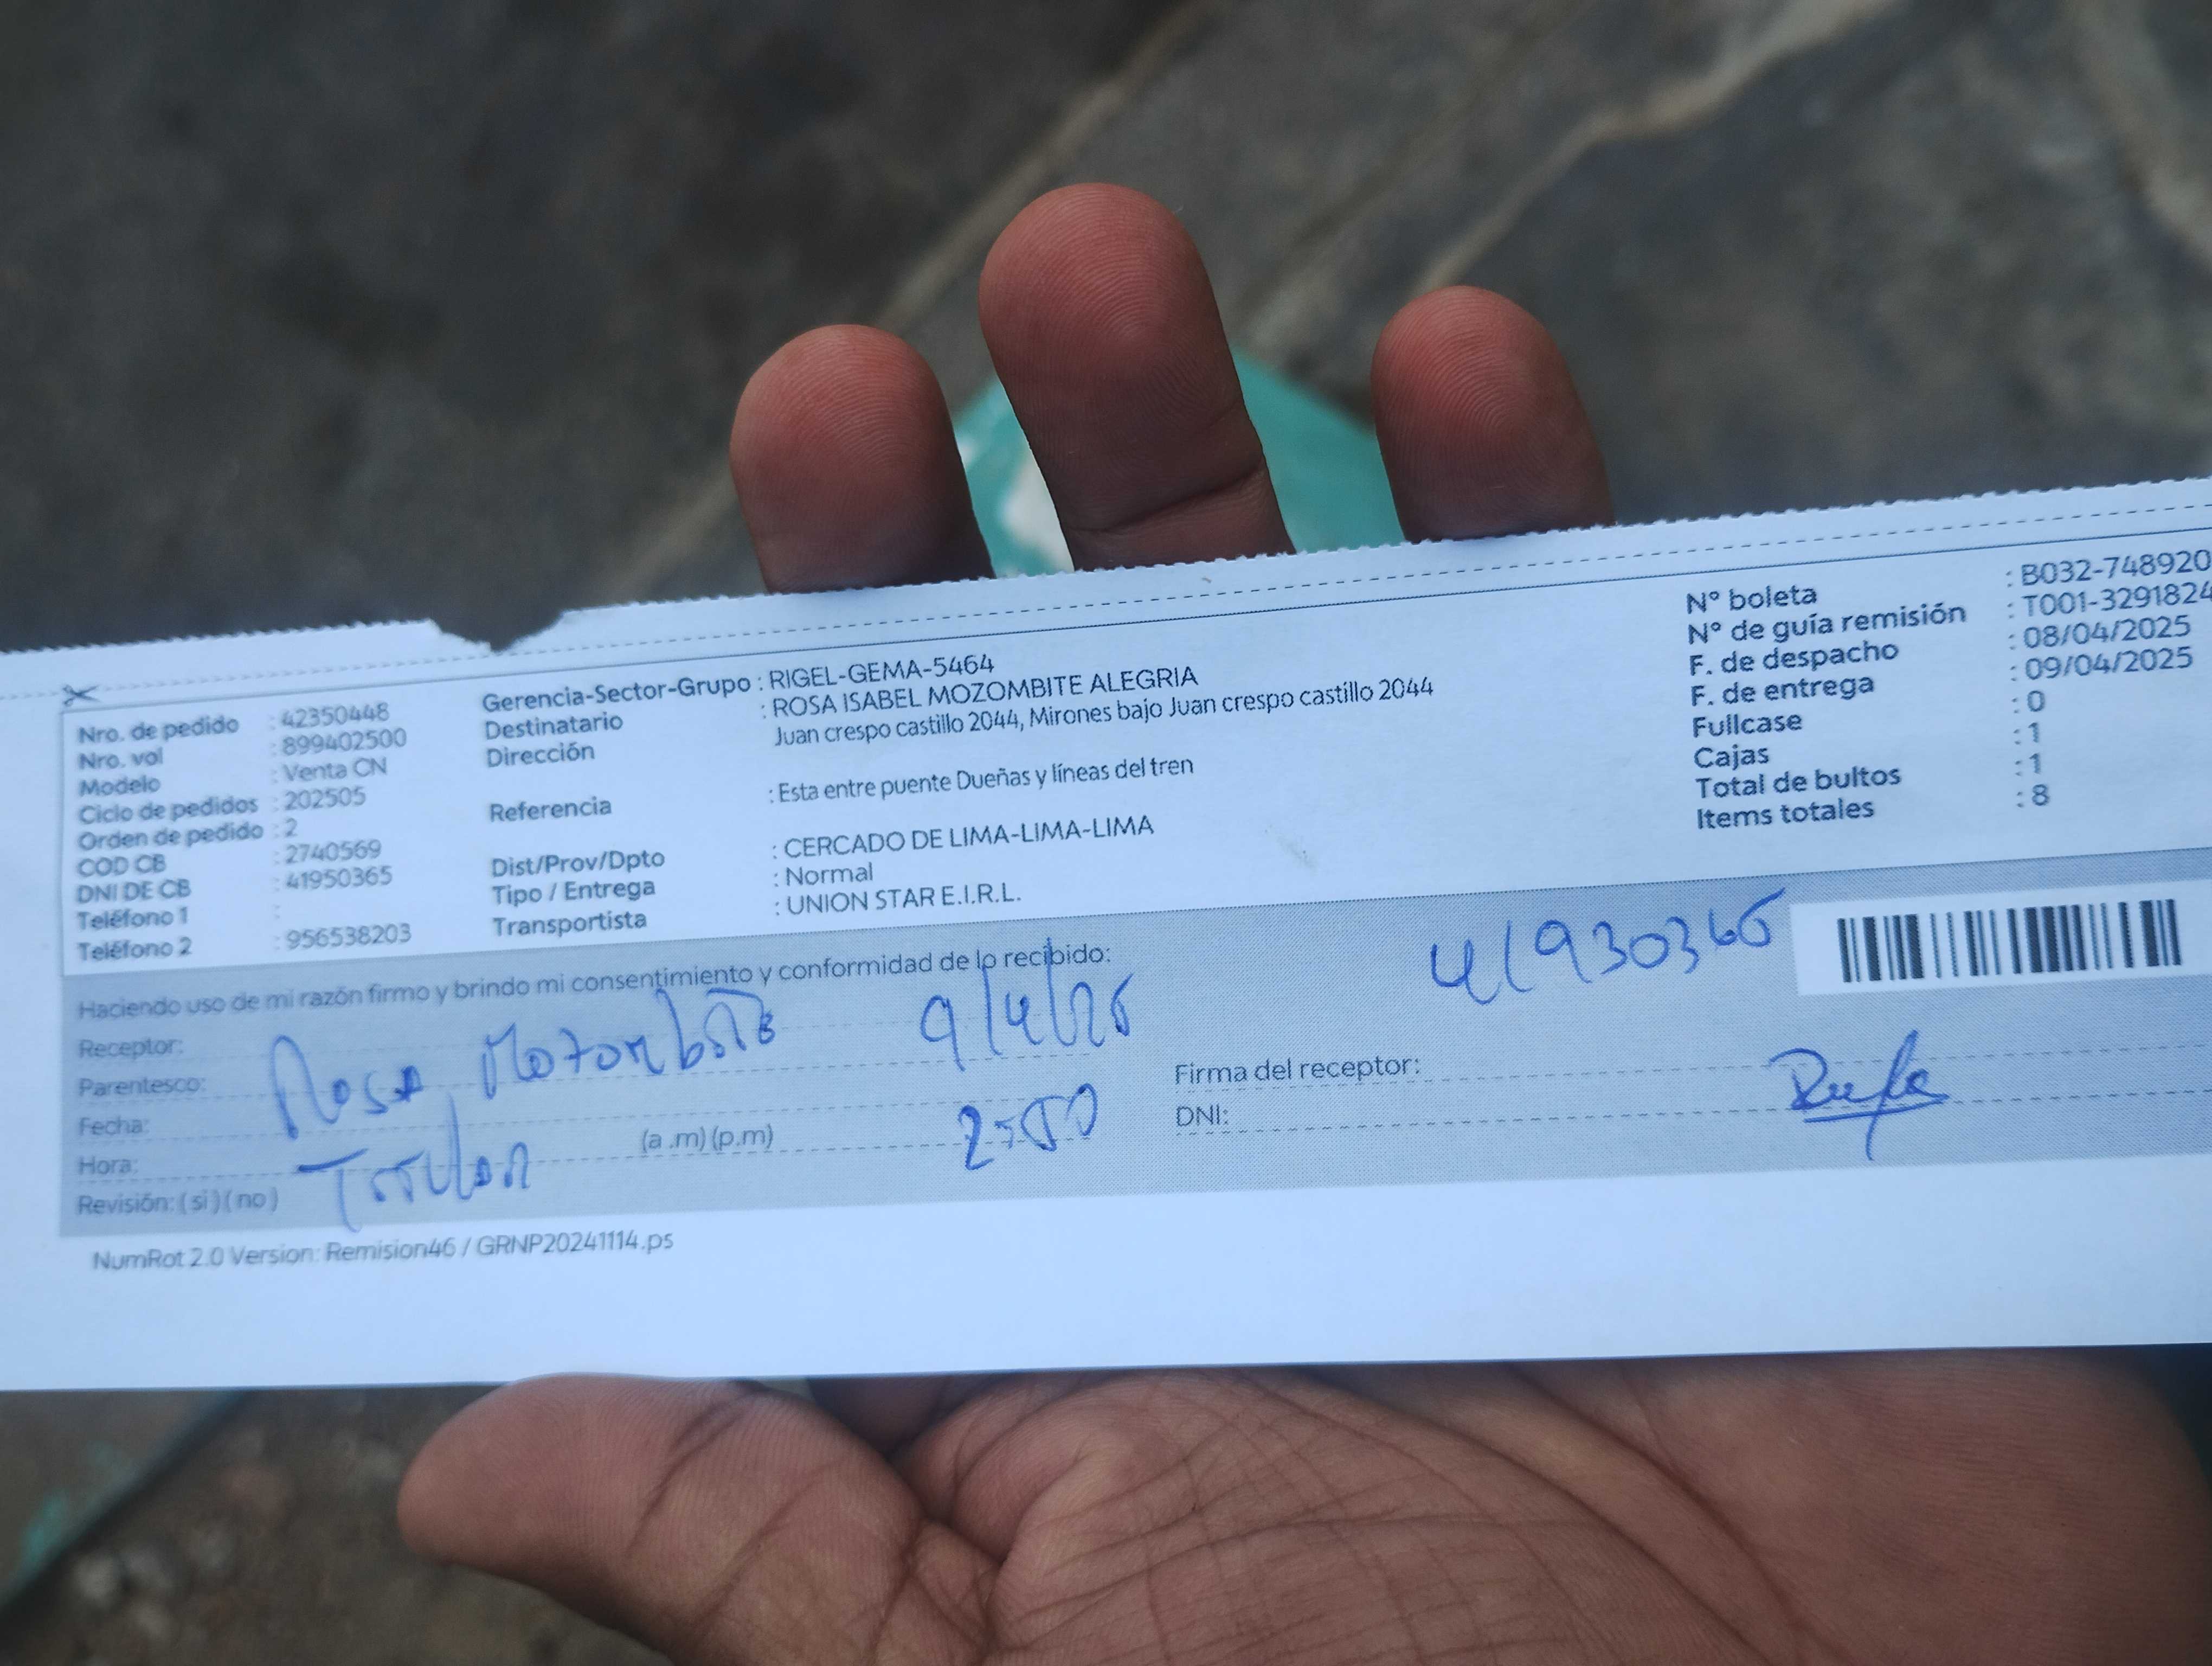 Nro. de pedido : 42350448
Nro. vol : 899402500
Modelo : Venta CN
Ciclo de pedidos : 202505
Orden de pedido : 2
COD CB : 2740569
DNI DE CB : 41950365
Teléfono 1 :
Teléfono 2 : 956538203
Gerencia-Sector-Grupo : RIGEL-GEMA-5464
Destinatario : ROSA ISABEL MOZOMBITE ALEGRIA
Dirección Juan crespo castillo 2044, Mirones bajo Juan crespo castillo 2044
Referencia : Esta entre puente Dueñas y líneas del tren
Dist/Prov/Dpto : CERCADO DE LIMA-LIMA-LIMA
Tipo / Entrega : Normal
Transportista : UNION STAR E.I.R.L.
N° boleta : B032-748920
N° de guía remisión : T001-3291824
F. de despacho : 08/04/2025
F. de entrega : 09/04/2025
Fullcase : 0
Cajas : 1
Total de bultos : 1
Items totales : 8
Haciendo uso de mi razón firmo y brindo mi consentimiento y conformidad de lo recibido:
Receptor: Rosa Mozombite 9/4/25
Parentesco:
Fecha:
Hora: (a .m) (p.m) 2:50
Revisión: ( si ) ( no )
41930365
Firma del receptor:
DNI:
NumRot 2.0 Version: Remision46 / GRNP20241114.ps